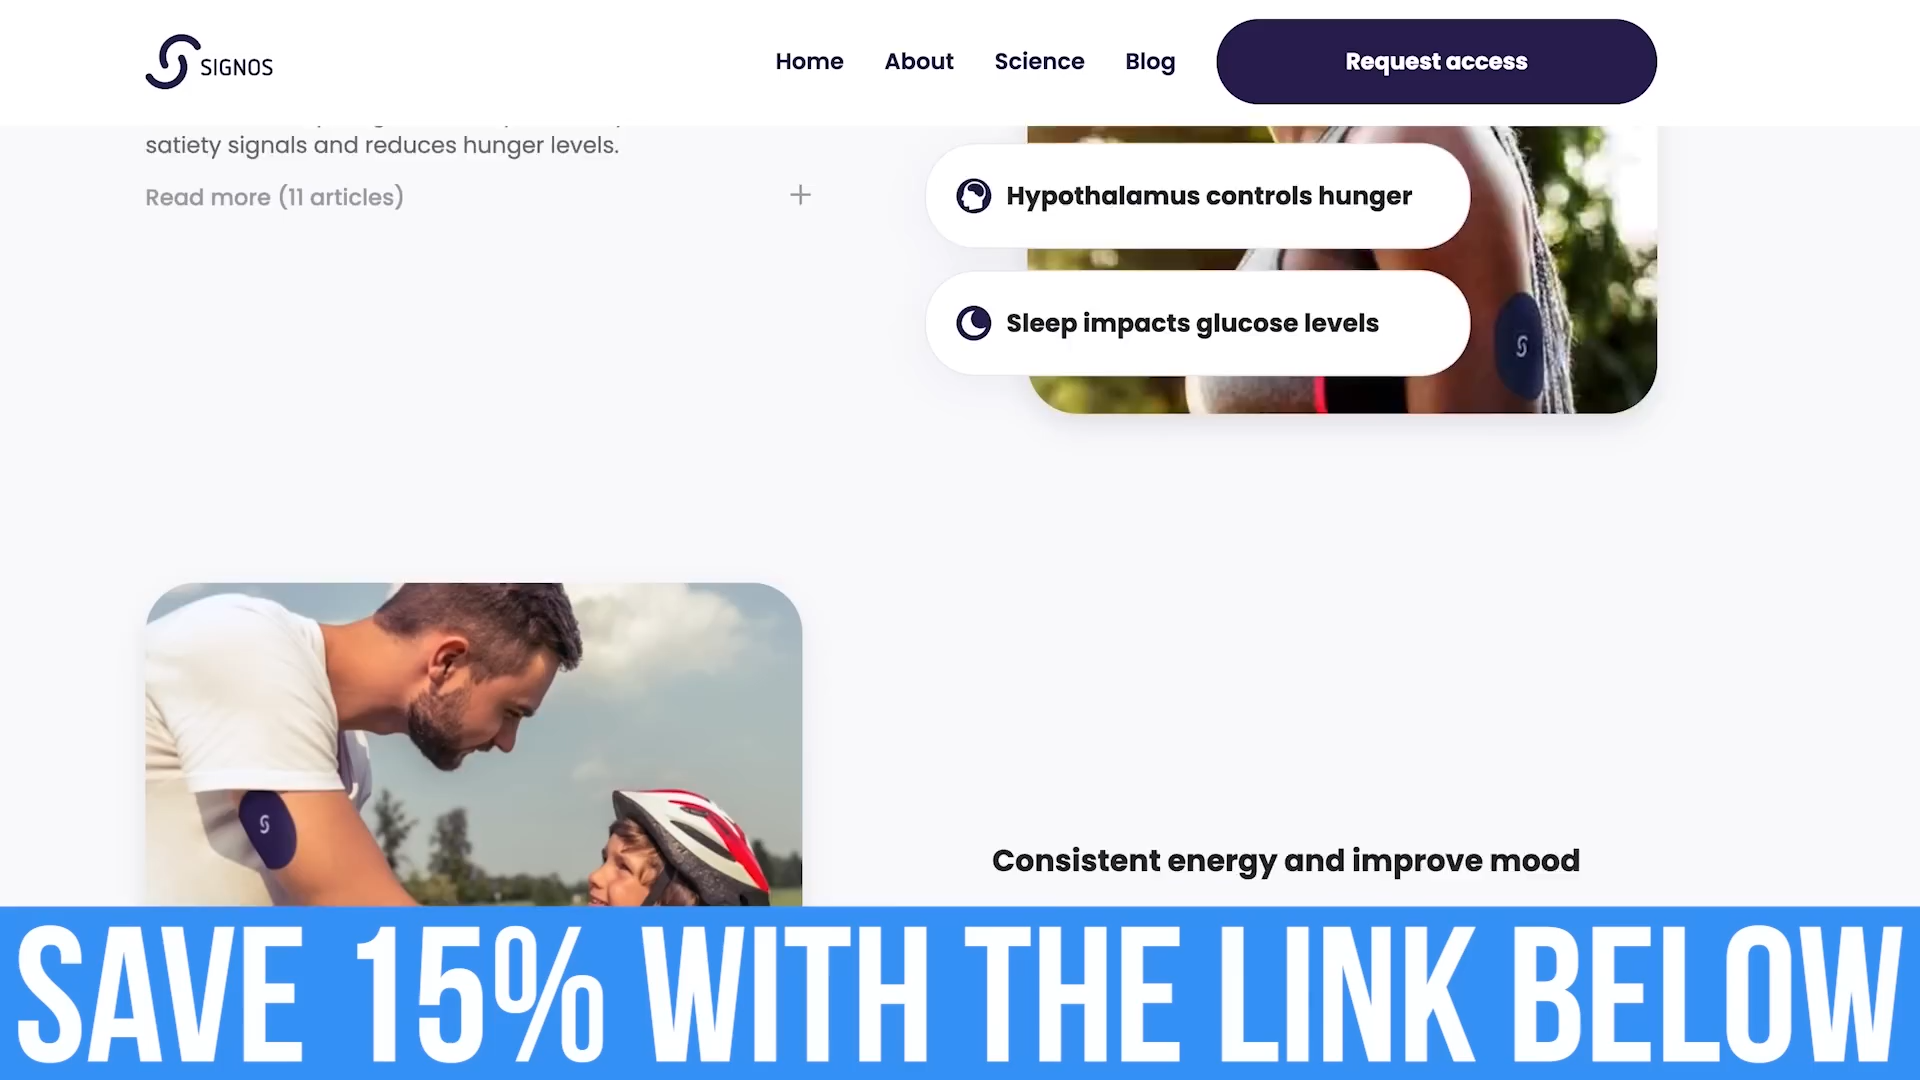 SIGNOS
Home
About
Science
Blog
Request access
satiety signals and reduces hunger levels.
Read more (11 articles)
Hypothalamus controls hunger
Sleep impacts glucose levels
Consistent energy and improve mood
SAVE 15% WITH THE LINK BELOW